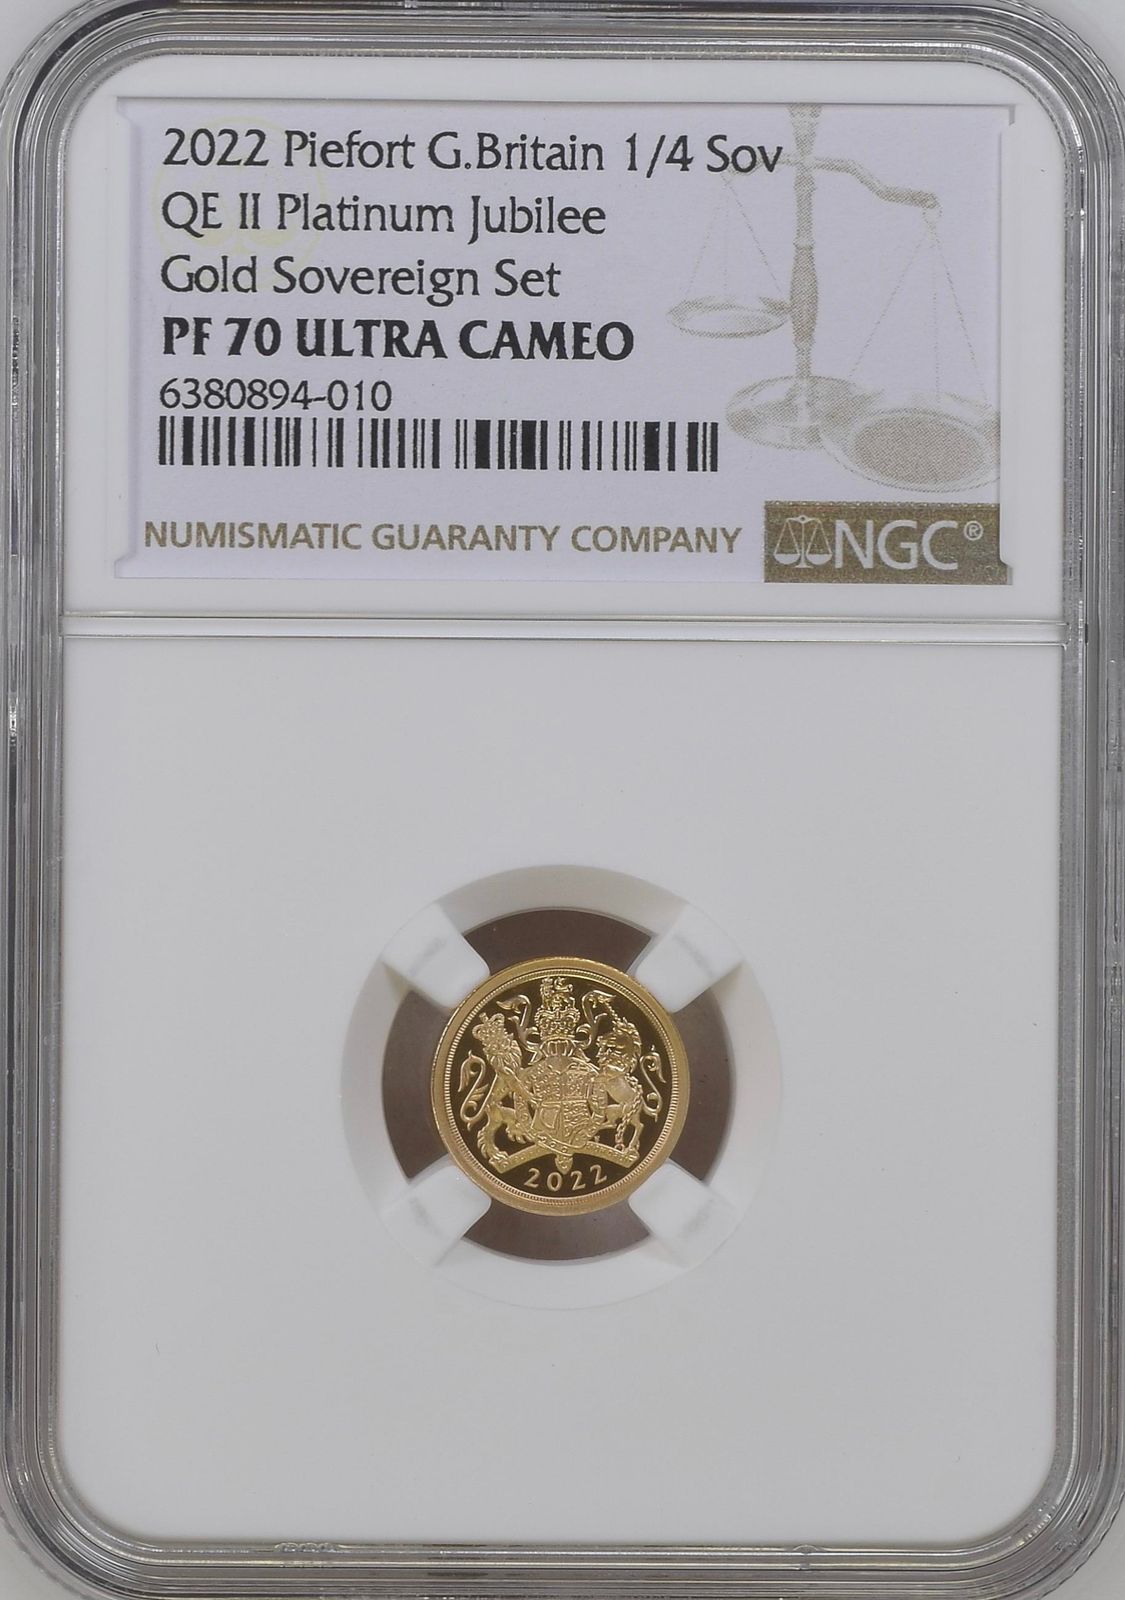 2022 Piefort G.Britain 1/4 Sov
QE II Platinum Jubilee
Gold Sovereign Set
PF 70 ULTRA CAMEO
6380894-010
NUMISMATIC GUARANTY COMPANY
NGC®
2022